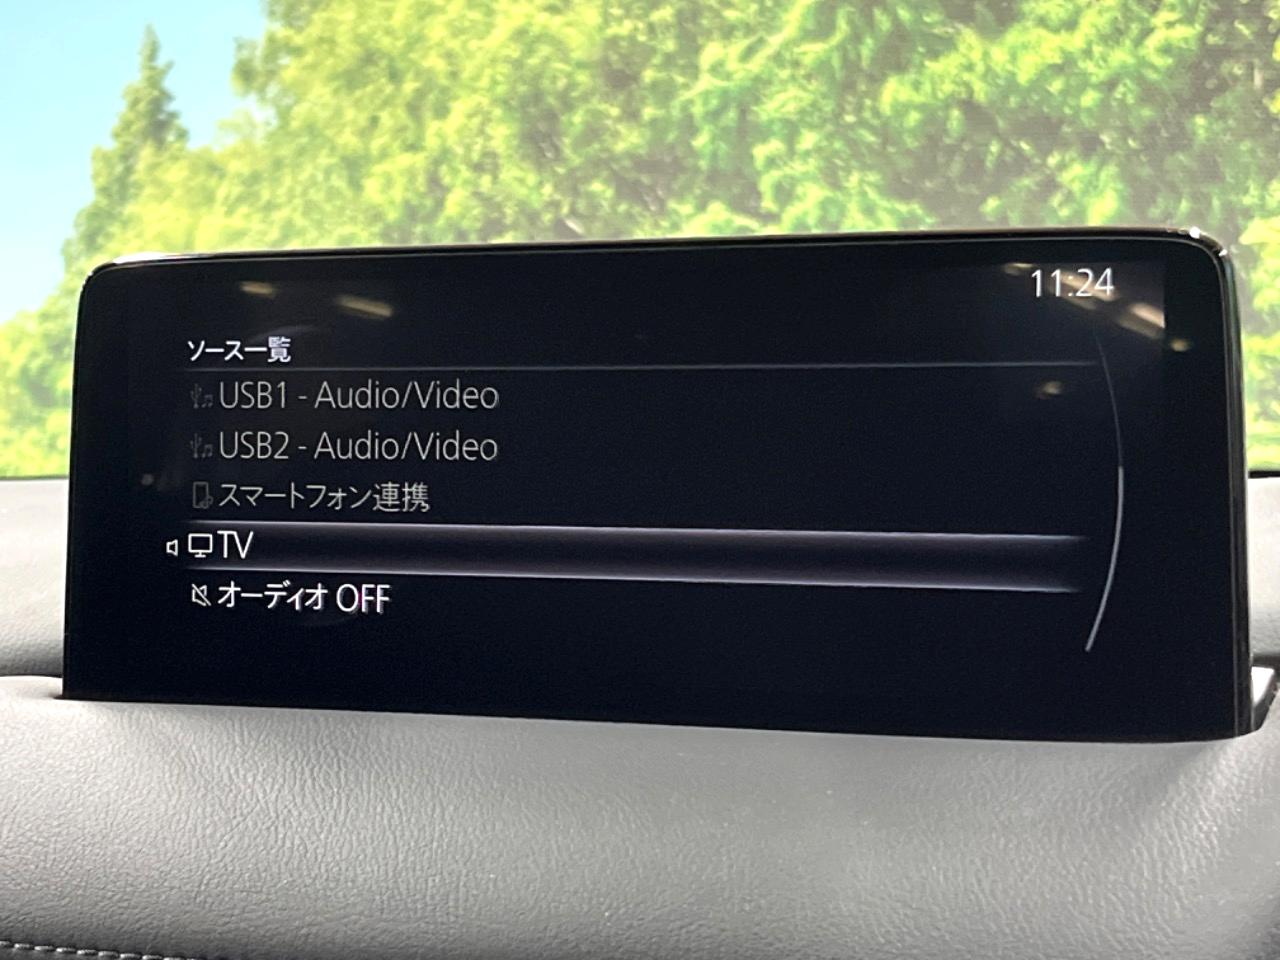 11:24
ソース一覧
USB1 - Audio/Video
USB2 - Audio/Video
スマートフォン連携
TV
オーディオ OFF